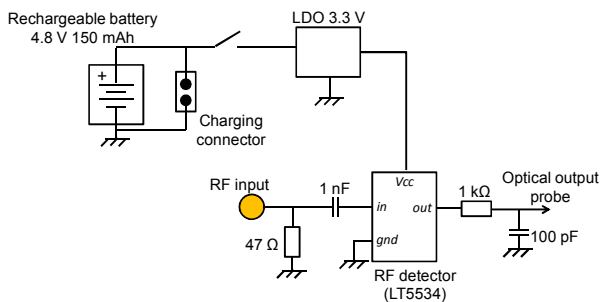 Rechargeable battery
4.8 V 150 mAh
LDO 3.3 V
+
Charging
connector
RF input
1 nF
Vcc
in
out
gnd
47 Ω
1 kΩ
Optical output
probe
100 pF
RF detector
(LT5534)